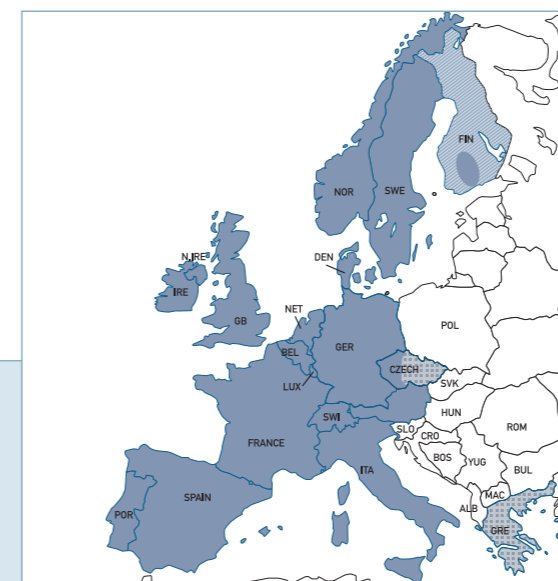 FIN
NOR
SWE
DEN
N.IRE
IRE
GB
NET
POL
BEL
GER
CZECH
LUX
SVK
SWI
HUN
SLO
CRO
ROM
FRANCE
BOS
YUG
ITA
BUL
SPAIN
MAC
ALB
POR
GRE